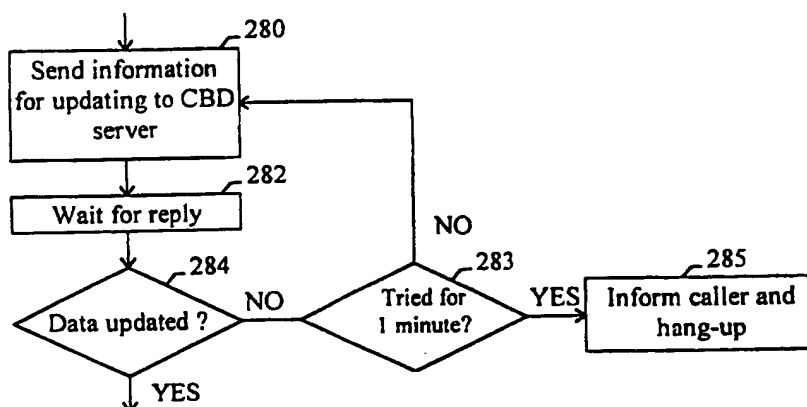 280
Send information
for updating to CBD
server
282
Wait for reply
NO
284
283
285
Data updated ?
NO
Tried for
1 minute?
YES
Inform caller and
hang-up
YES